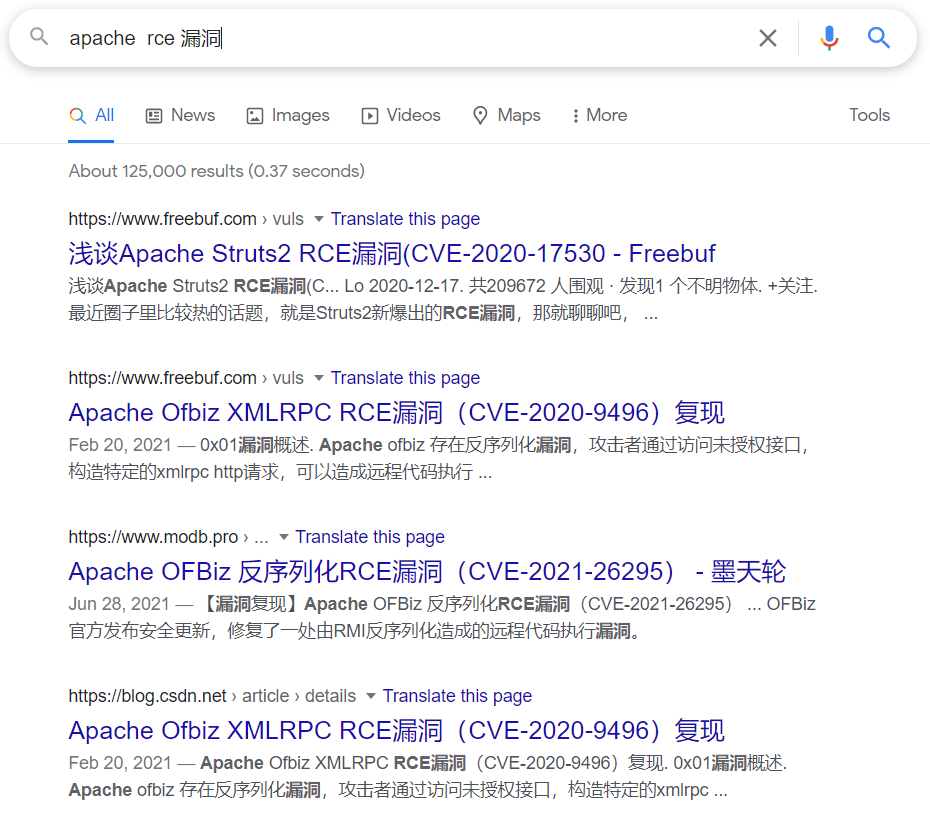 apache  rce 漏洞
All News Images Videos Maps More Tools
About 125,000 results (0.37 seconds)
https://www.freebuf.com › vuls Translate this page
浅谈Apache Struts2 RCE漏洞(CVE-2020-17530 - Freebuf
浅谈Apache Struts2 RCE漏洞(C... Lo 2020-12-17. 共209672 人围观 · 发现1 个不明物体. +关注.
最近圈子里比较热的话题，就是Struts2新爆出的RCE漏洞，那就聊聊吧， ...
https://www.freebuf.com › vuls Translate this page
Apache Ofbiz XMLRPC RCE漏洞（CVE-2020-9496）复现
Feb 20, 2021 — 0x01漏洞概述. Apache ofbiz 存在反序列化漏洞，攻击者通过访问未授权接口，
构造特定的xmlrpc http请求，可以造成远程代码执行 ...
https://www.modb.pro › ... Translate this page
Apache OFBiz 反序列化RCE漏洞（CVE-2021-26295） - 墨天轮
Jun 28, 2021 — 【漏洞复现】Apache OFBiz 反序列化RCE漏洞（CVE-2021-26295） ... OFBiz
官方发布安全更新，修复了一处由RMI反序列化造成的远程代码执行漏洞。
https://blog.csdn.net › article › details Translate this page
Apache Ofbiz XMLRPC RCE漏洞（CVE-2020-9496）复现
Feb 20, 2021 — Apache Ofbiz XMLRPC RCE漏洞（CVE-2020-9496）复现. 0x01漏洞概述.
Apache ofbiz 存在反序列化漏洞，攻击者通过访问未授权接口，构造特定的xmlrpc ...